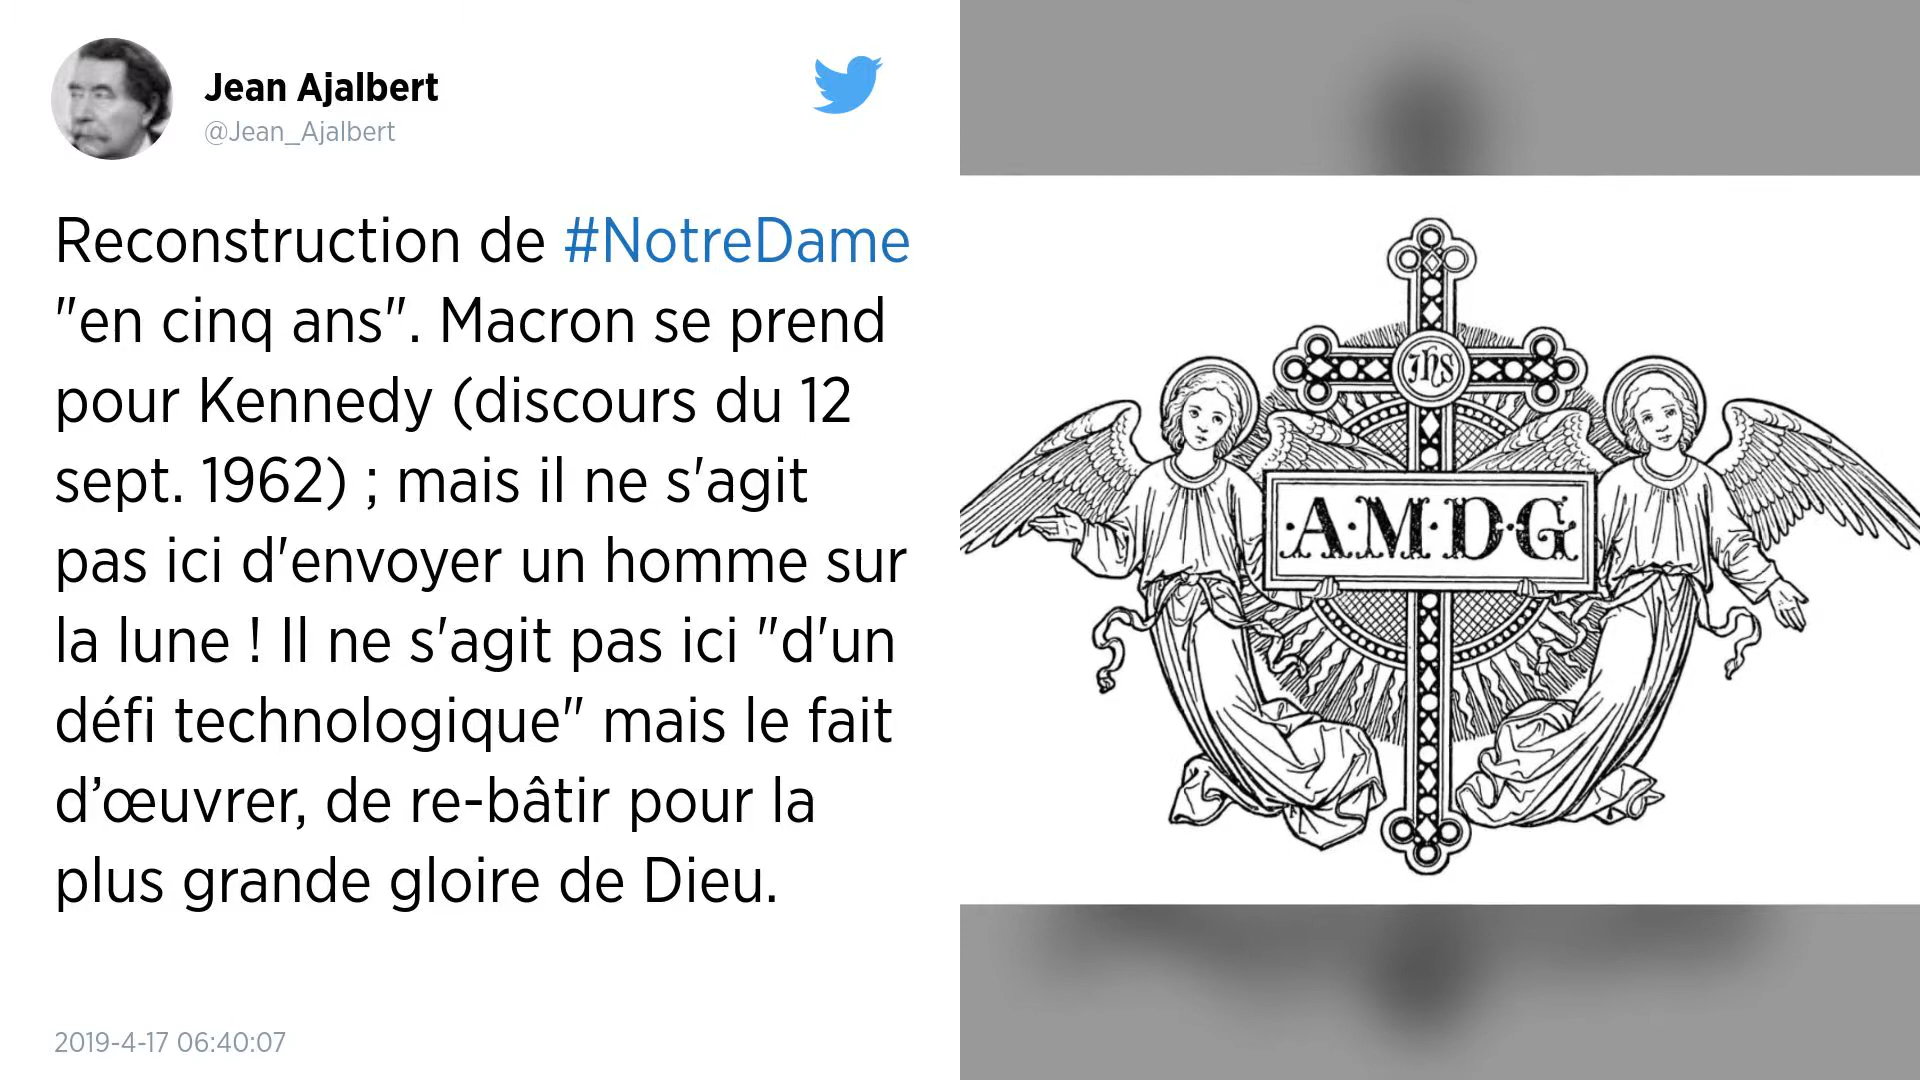 Jean Ajalbert
@Jean_Ajalbert
Reconstruction de #NotreDame
"en cinq ans". Macron se prend
pour Kennedy (discours du 12
sept. 1962) ; mais il ne s'agit
pas ici d'envoyer un homme sur
la lune ! Il ne s'agit pas ici "d'un
défi technologique" mais le fait
d’œuvrer, de re-bâtir pour la
plus grande gloire de Dieu.
2019-4-17 06:40:07
Jhs
·A·M·D·G·